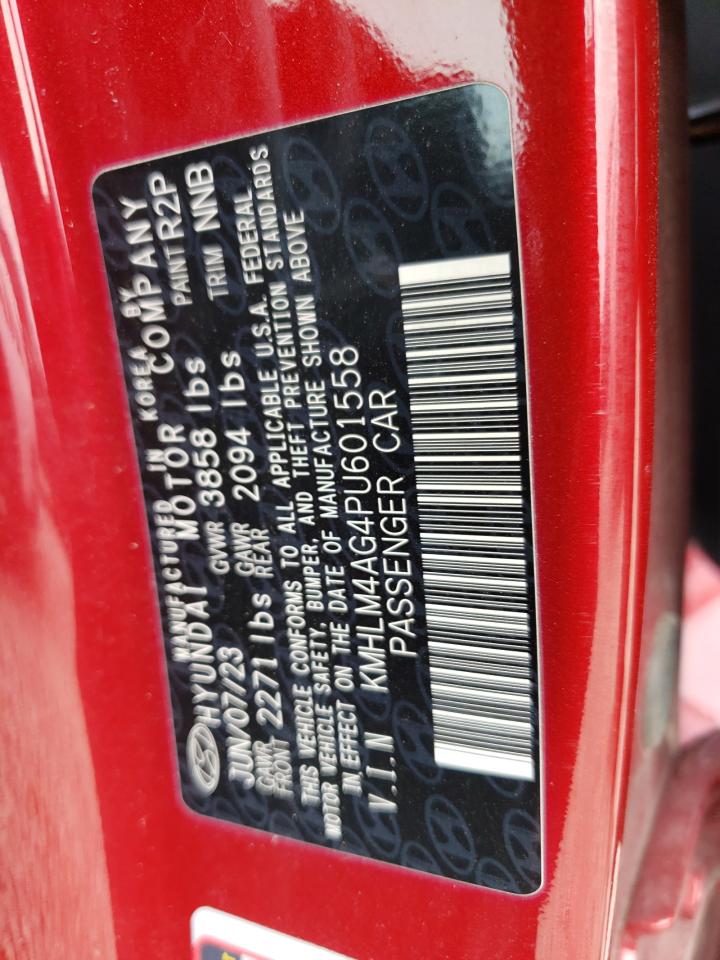 MANUFACTURED IN KOREA BY
HYUNDAI MOTOR COMPANY
JUN/07/23 GVWR 3858 lbs PAINT R2P
GAWR FRONT 2271 lbs GAWR REAR 2094 lbs TRIM NNB
THIS VEHICLE CONFORMS TO ALL APPLICABLE U.S.A. FEDERAL
MOTOR VEHICLE SAFETY, BUMPER, AND THEFT PREVENTION STANDARDS
IN EFFECT ON THE DATE OF MANUFACTURE SHOWN ABOVE
V.I.N KMHLM4AG4PU601558
PASSENGER CAR